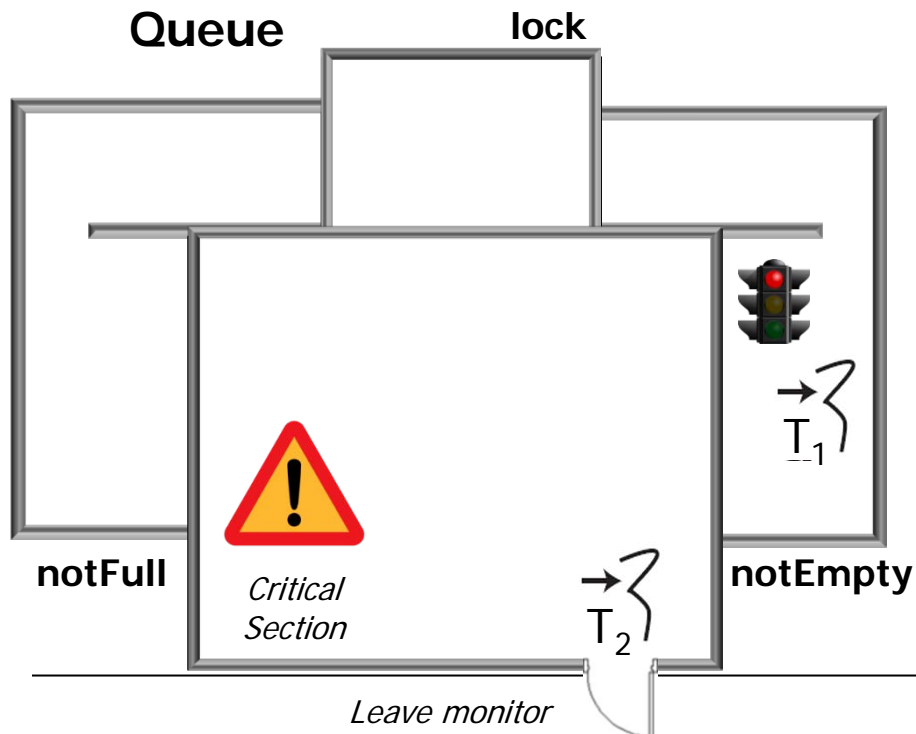 Queue
lock
T1
notFull
notEmpty
Critical
Section
T2
Leave monitor